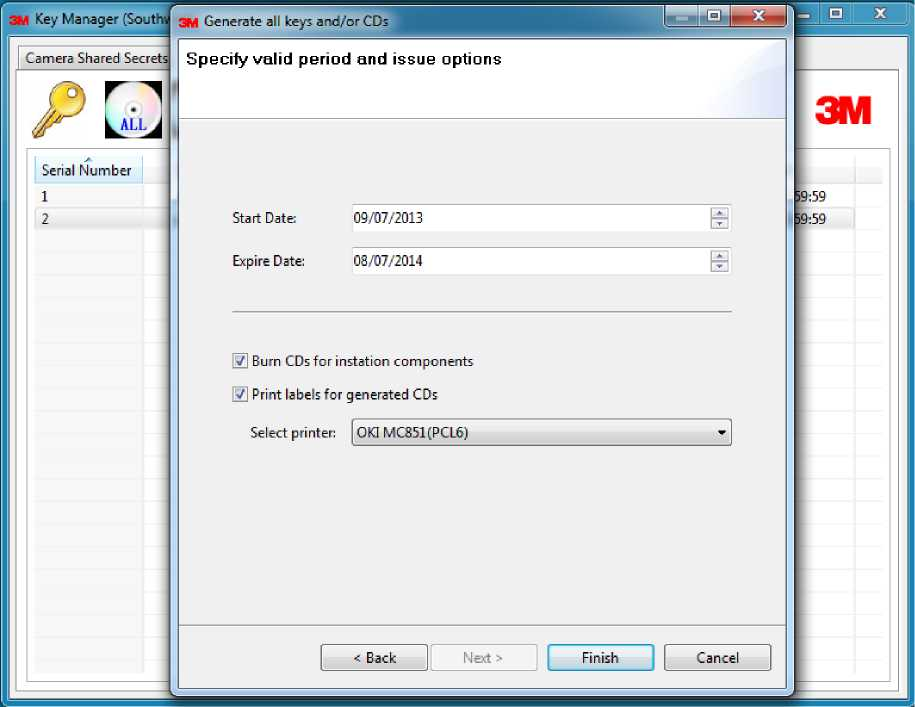 3M Key Manager (Southw
3M Generate all keys and/or CDs
Camera Shared Secrets
Specify valid period and issue options
ALL
3M
Serial Number
1
59:59
2
59:59
Start Date:
09/07/2013
Expire Date:
08/07/2014
Burn CDs for instation components
Print labels for generated CDs
Select printer:
OKI MC851(PCL6)
< Back
Next >
Finish
Cancel